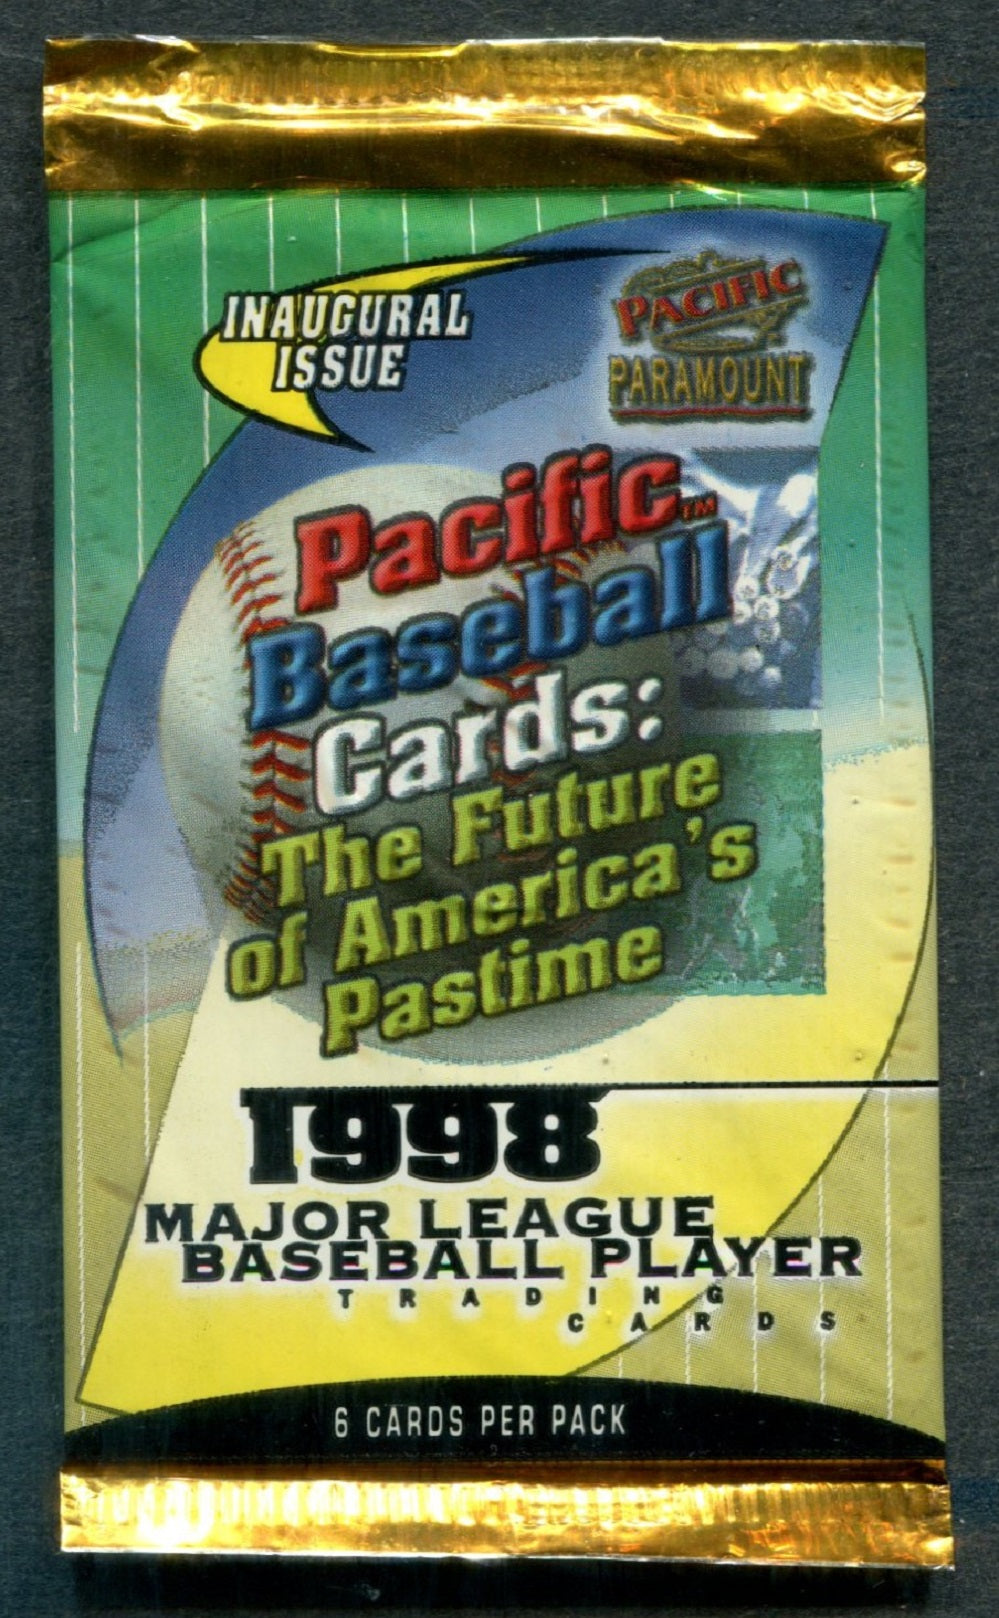 INAUGURAL
ISSUE
PACIFIC
PARAMOUNT
Pacific™
Baseball
Cards:
The Future
of America's
Pastime
1998
MAJOR LEAGUE
BASEBALL PLAYER
TRADING
CARDS
6 CARDS PER PACK